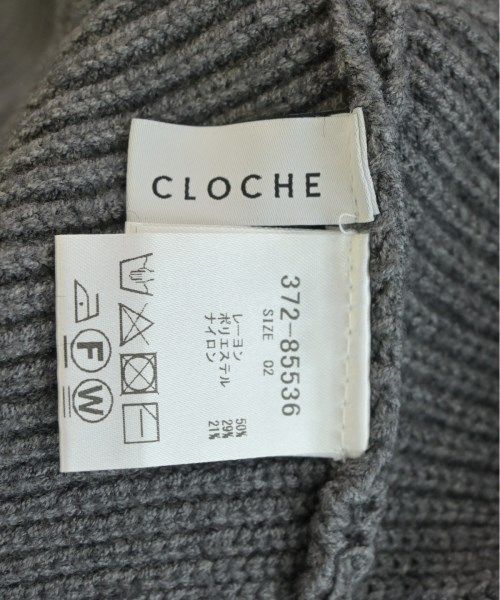 CLOCHE
372-85536
SIZE 02
レーヨン 50%
ポリエステル 29%
ナイロン 21%
F
W